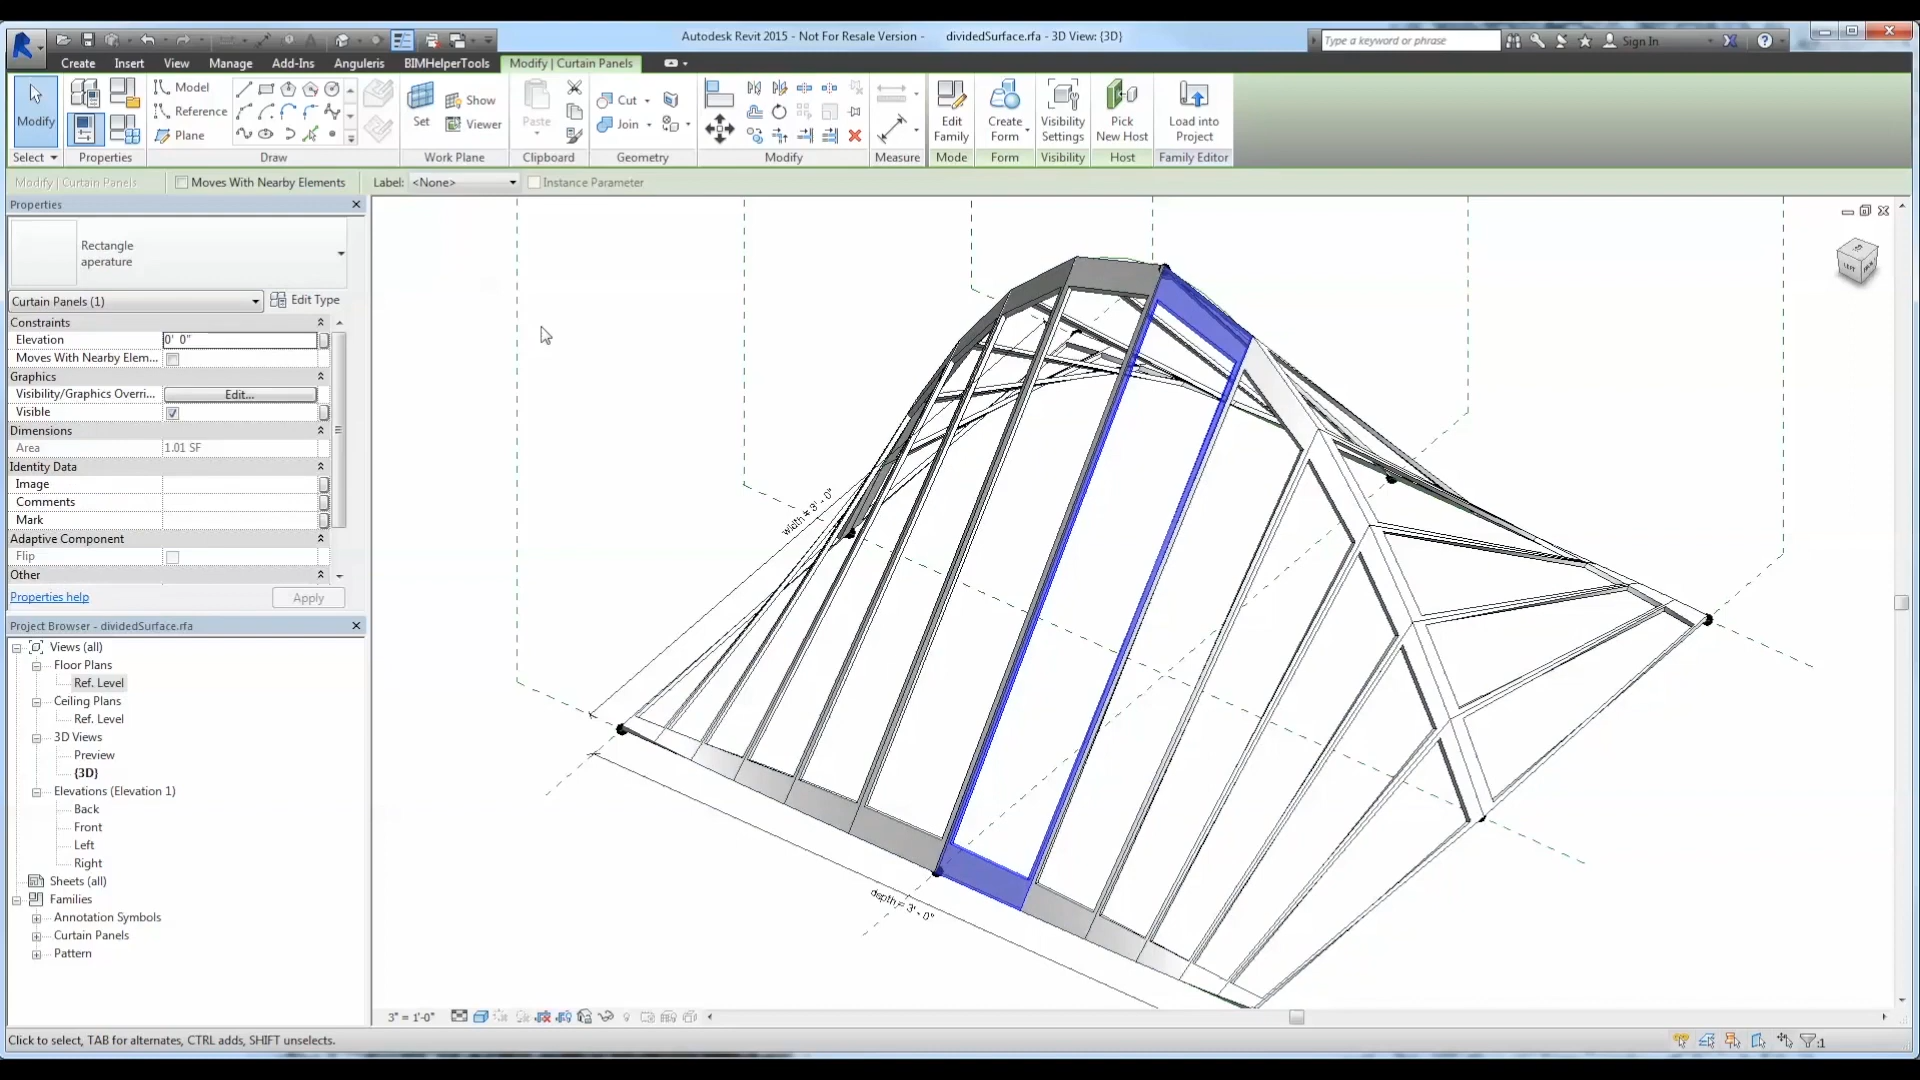 Autodesk Revit 2015 - Not For Resale Version - dividedSurface.rfa - 3D View: {3D}
Type a keyword or phrase
Sign In
Create Insert View Manage Add-Ins Anguleris BIMHelperTools Modify | Curtain Panels
Modify
Model
Reference
Plane
Set
Show
Viewer
Paste
Cut
Join
Edit Family
Create Form
Visibility Settings
Pick New Host
Load into Project
Select Properties Draw Work Plane Clipboard Geometry Modify Measure Mode Form Visibility Host Family Editor
Modify | Curtain Panels Moves With Nearby Elements Label: <None> Instance Parameter
Properties
Rectangle
aperature
Curtain Panels (1) Edit Type
Constraints
Elevation 0' 0"
Moves With Nearby Elem...
Graphics
Visibility/Graphics Overri... Edit...
Visible
Dimensions
Area 1.01 SF
Identity Data
Image
Comments
Mark
Adaptive Component
Flip
Other
Properties help Apply
Project Browser - dividedSurface.rfa
Views (all)
Floor Plans
Ref. Level
Ceiling Plans
Ref. Level
3D Views
Preview
{3D}
Elevations (Elevation 1)
Back
Front
Left
Right
Sheets (all)
Families
Annotation Symbols
Curtain Panels
Pattern
width = 3' - 0"
depth = 3' - 0"
LEFT
3" = 1'-0"
Click to select, TAB for alternates, CTRL adds, SHIFT unselects.
:1